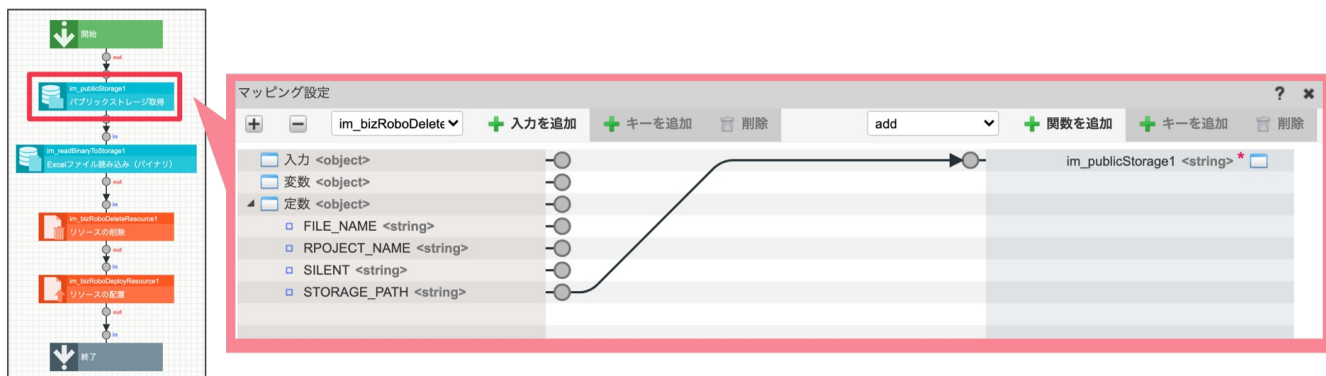 開始
out
im_publicStorage1
パブリックストレージ取得
in
im_readBinaryToStorage1
Excelファイル読み込み（バイナリ）
out
in
im_bizRoboDeleteResource1
リソースの削除
out
in
im_bizRoboDeployResource1
リソースの配置
out
in
終了
マッピング設定
? ×
+ − im_bizRoboDelete 入力を追加 キーを追加 削除 add 関数を追加 キーを追加 削除
入力 <object>
im_publicStorage1 <string> *
変数 <object>
定数 <object>
FILE_NAME <string>
RPOJECT_NAME <string>
SILENT <string>
STORAGE_PATH <string>